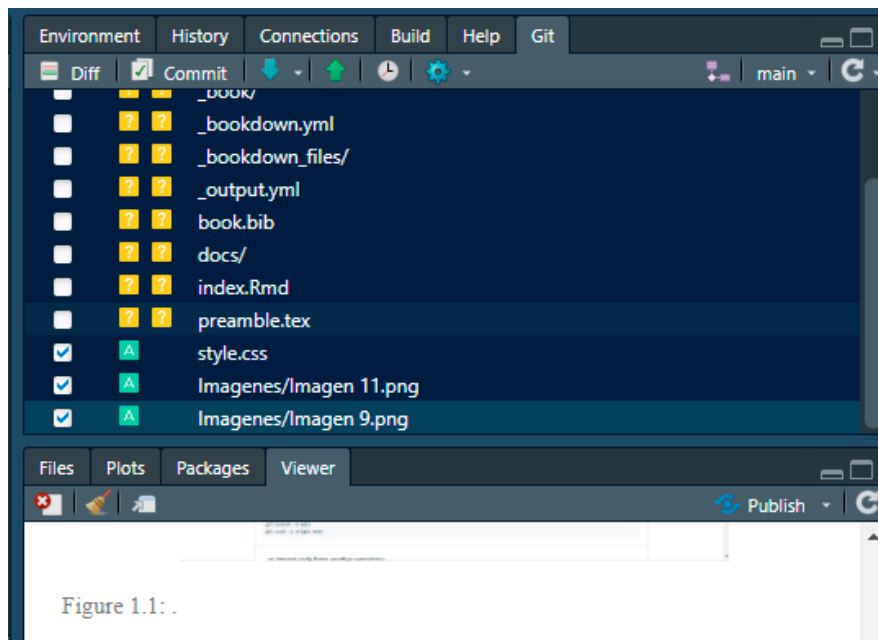 Environment History Connections Build Help Git
Diff Commit main
_book/
? ? _bookdown.yml
? ? _bookdown_files/
? ? _output.yml
? ? book.bib
? ? docs/
? ? index.Rmd
? ? preamble.tex
A style.css
A Imagenes/Imagen 11.png
A Imagenes/Imagen 9.png
Files Plots Packages Viewer
Publish
Figure 1.1: .